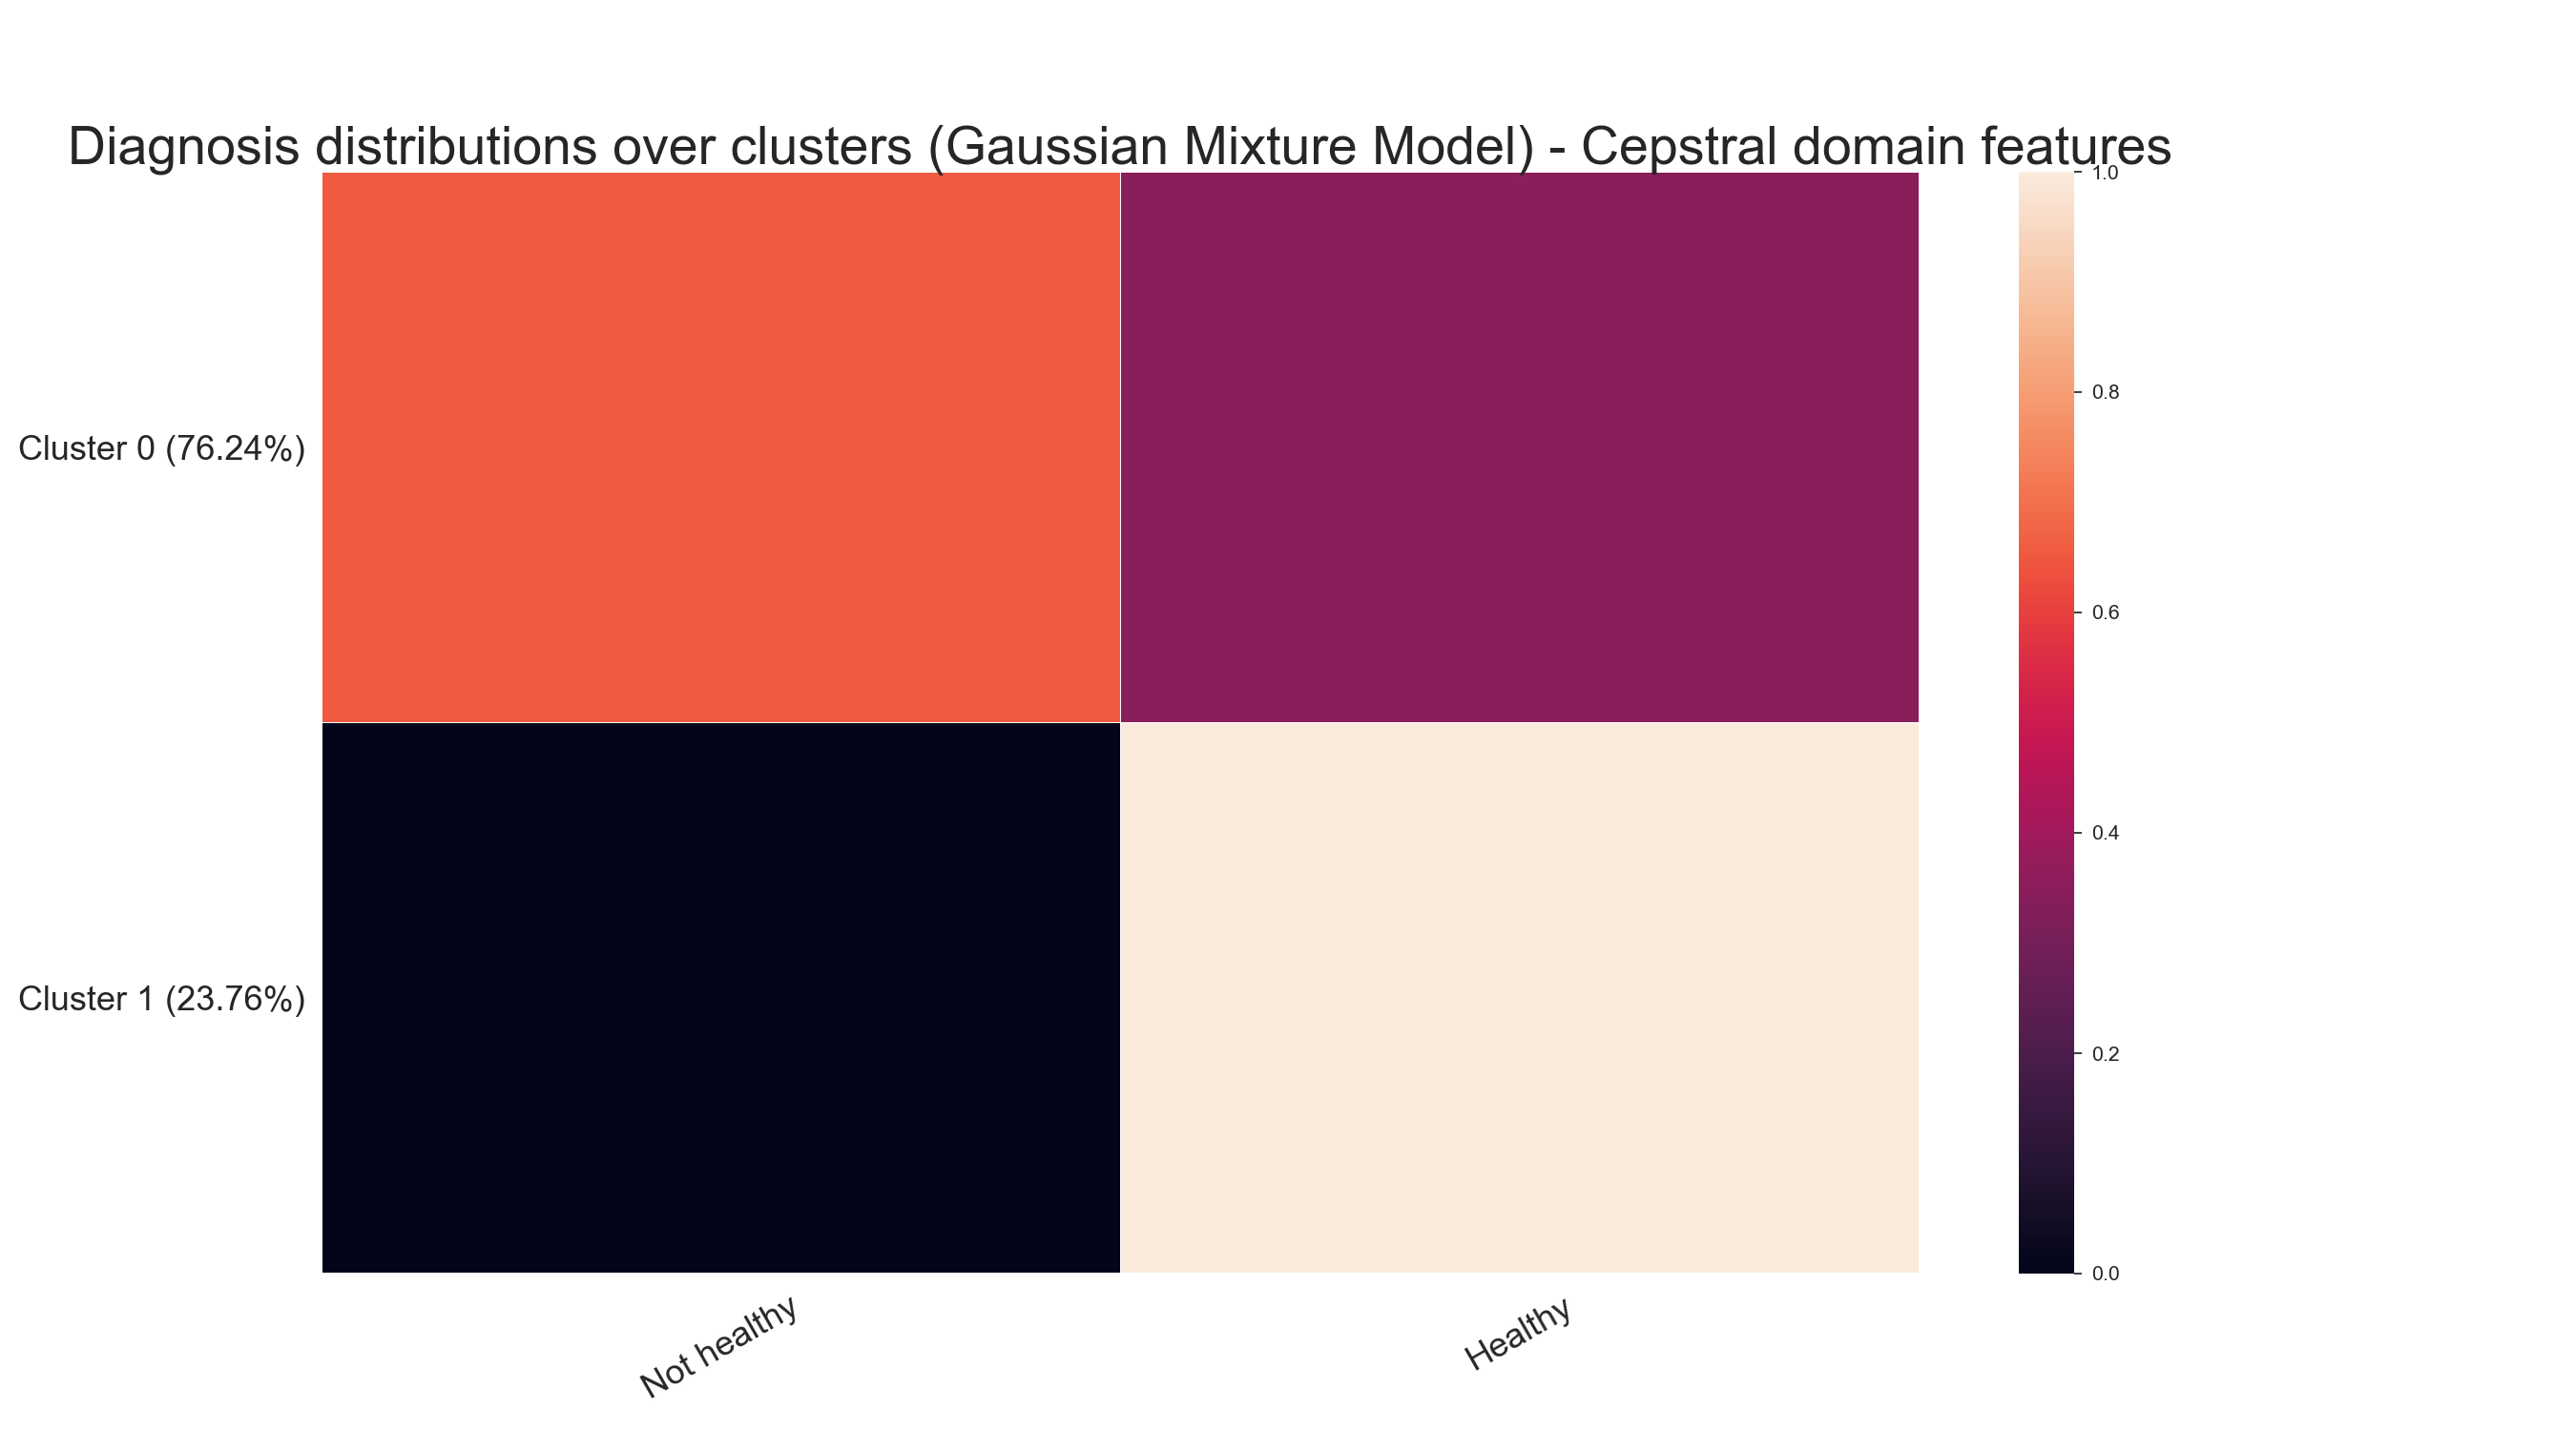 Diagnosis distributions over clusters (Gaussian Mixture Model) - Cepstral domain features
Cluster 0 (76.24%)
Cluster 1 (23.76%)
Not healthy
Healthy
1.0
0.8
0.6
0.4
0.2
0.0